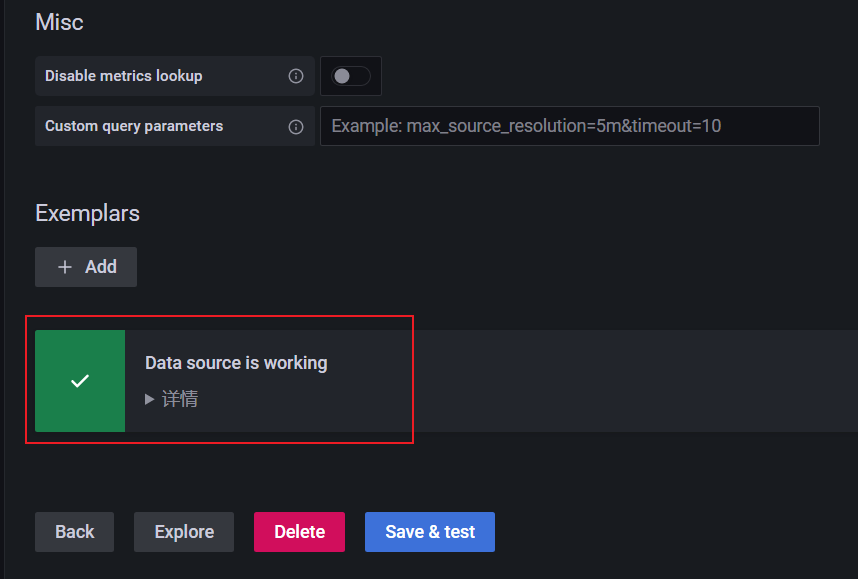 Misc
Disable metrics lookup
Custom query parameters Example: max_source_resolution=5m&timeout=10
Exemplars
+ Add
Data source is working
详情
Back Explore Delete Save & test